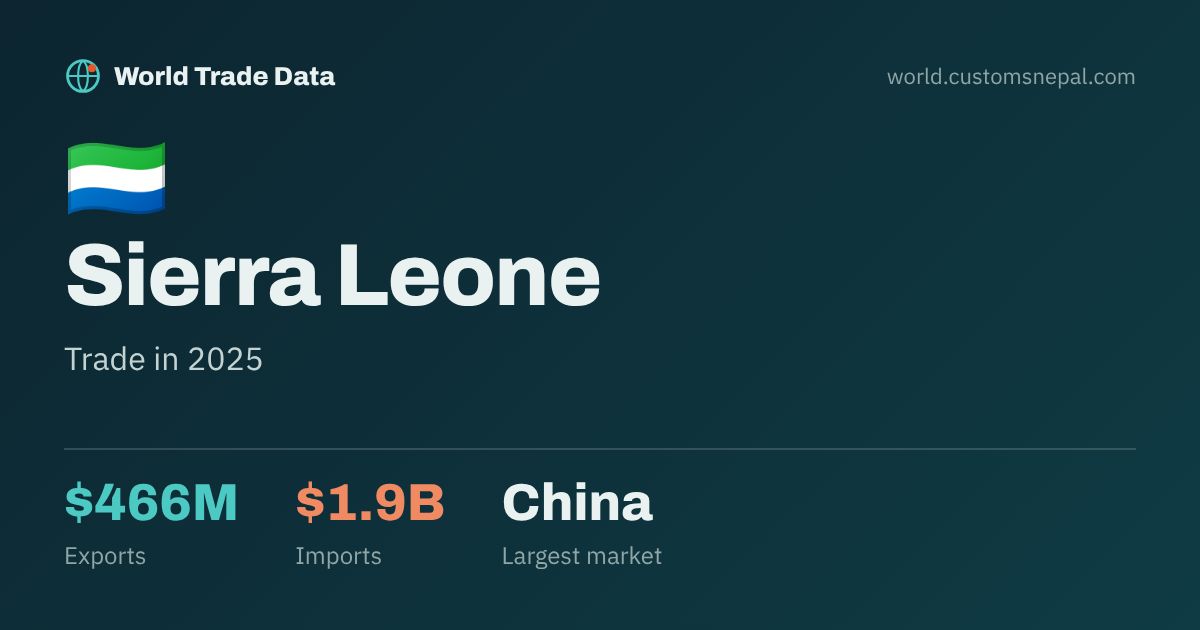 World Trade Data
world.customsnepal.com
Sierra Leone
Trade in 2025
$466M $1.9B China
Exports Imports Largest market